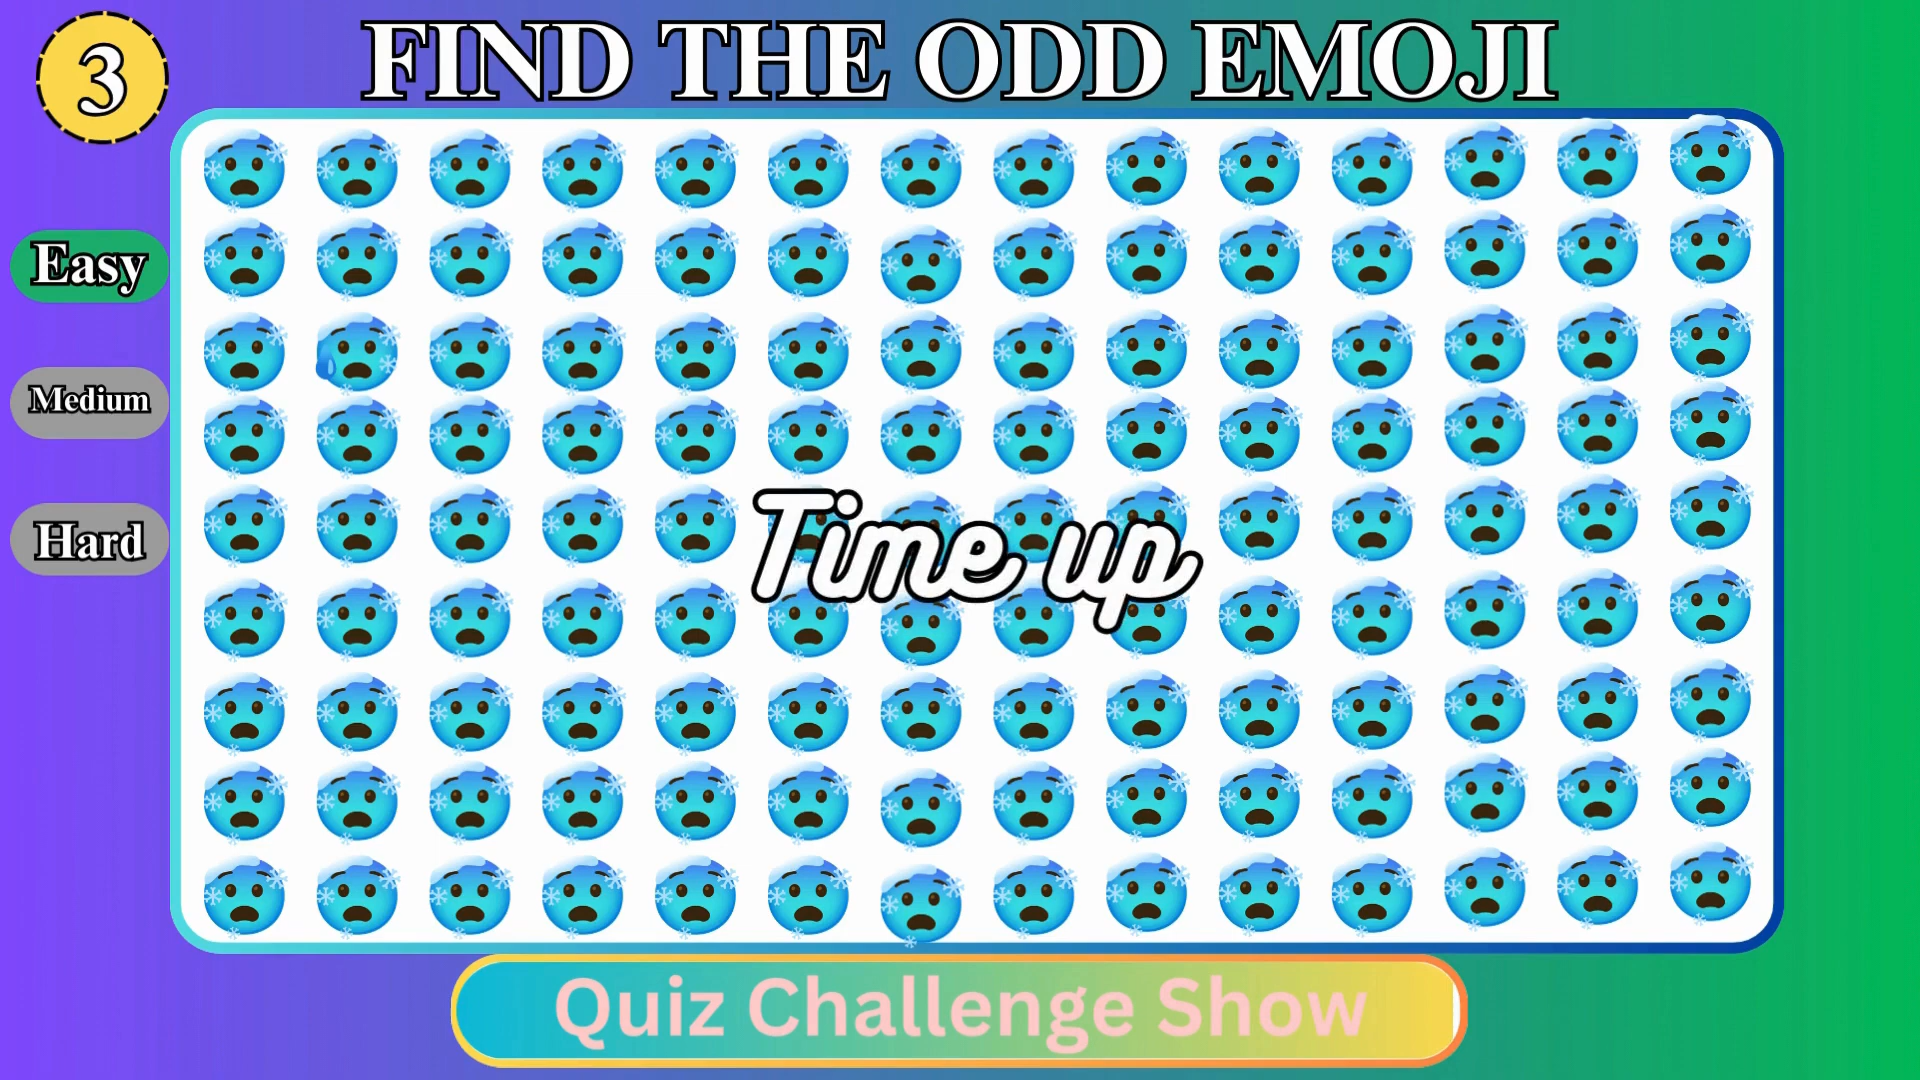 3
FIND THE ODD EMOJI
Easy
Medium
Hard
Time up
Quiz Challenge Show